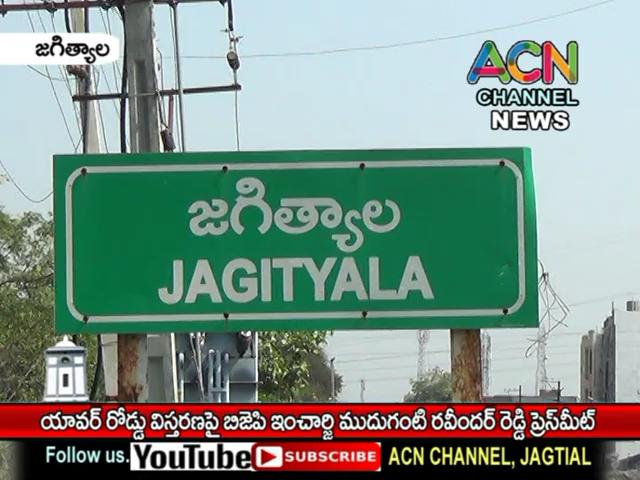 జగిత్యాల
ACN
CHANNEL
NEWS
జగిత్యాల
JAGITYALA
యావర్ రోడ్డు విస్తరణపై బిజెపి ఇంచార్జి ముదుగంటి రవీందర్ రెడ్డి ప్రెస్‌మీట్
Follow us. YouTube SUBSCRIBE ACN CHANNEL, JAGTIAL